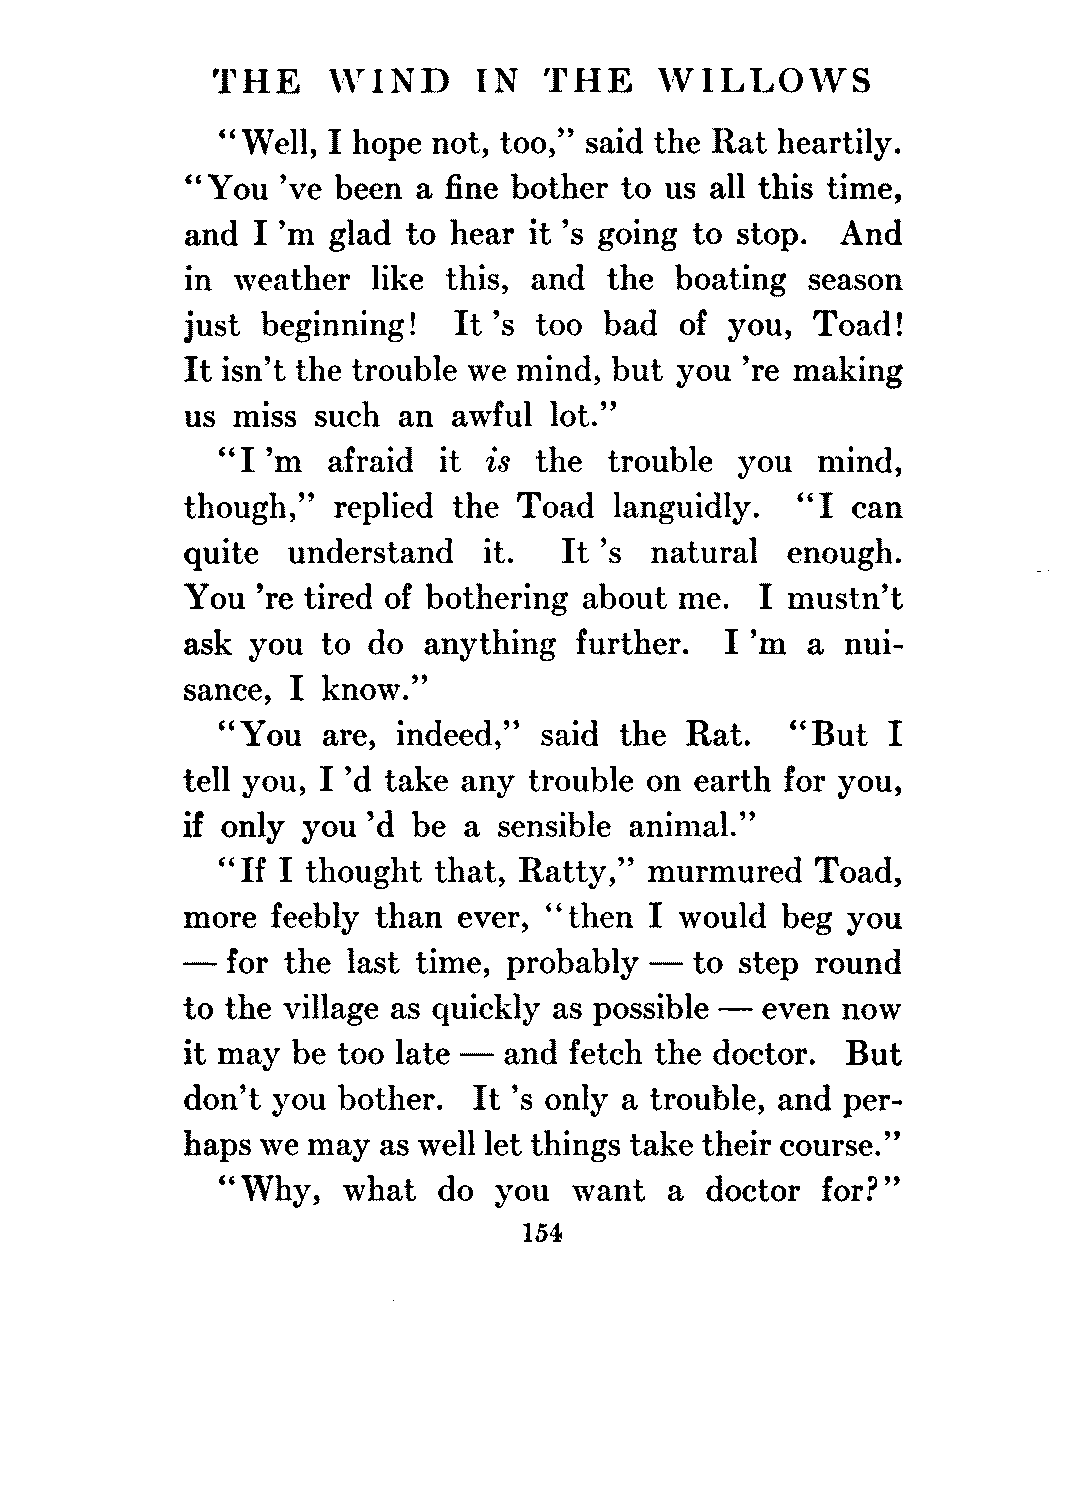 THE WIND IN THE WILLOWS
“Well, I hope not, too,” said the Rat heartily.
“You ’ve been a fine bother to us all this time,
and I ’m glad to hear it ’s going to stop. And
in weather like this, and the boating season
just beginning! It ’s too bad of you, Toad!
It isn’t the trouble we mind, but you ’re making
us miss such an awful lot.”
“I ’m afraid it is the trouble you mind,
though,” replied the Toad languidly. “I can
quite understand it. It ’s natural enough.
You ’re tired of bothering about me. I mustn’t
ask you to do anything further. I ’m a nui-
sance, I know.”
“You are, indeed,” said the Rat. “But I
tell you, I ’d take any trouble on earth for you,
if only you ’d be a sensible animal.”
“If I thought that, Ratty,” murmured Toad,
more feebly than ever, “then I would beg you
— for the last time, probably — to step round
to the village as quickly as possible — even now
it may be too late — and fetch the doctor. But
don’t you bother. It ’s only a trouble, and per-
haps we may as well let things take their course.”
“Why, what do you want a doctor for?”
154